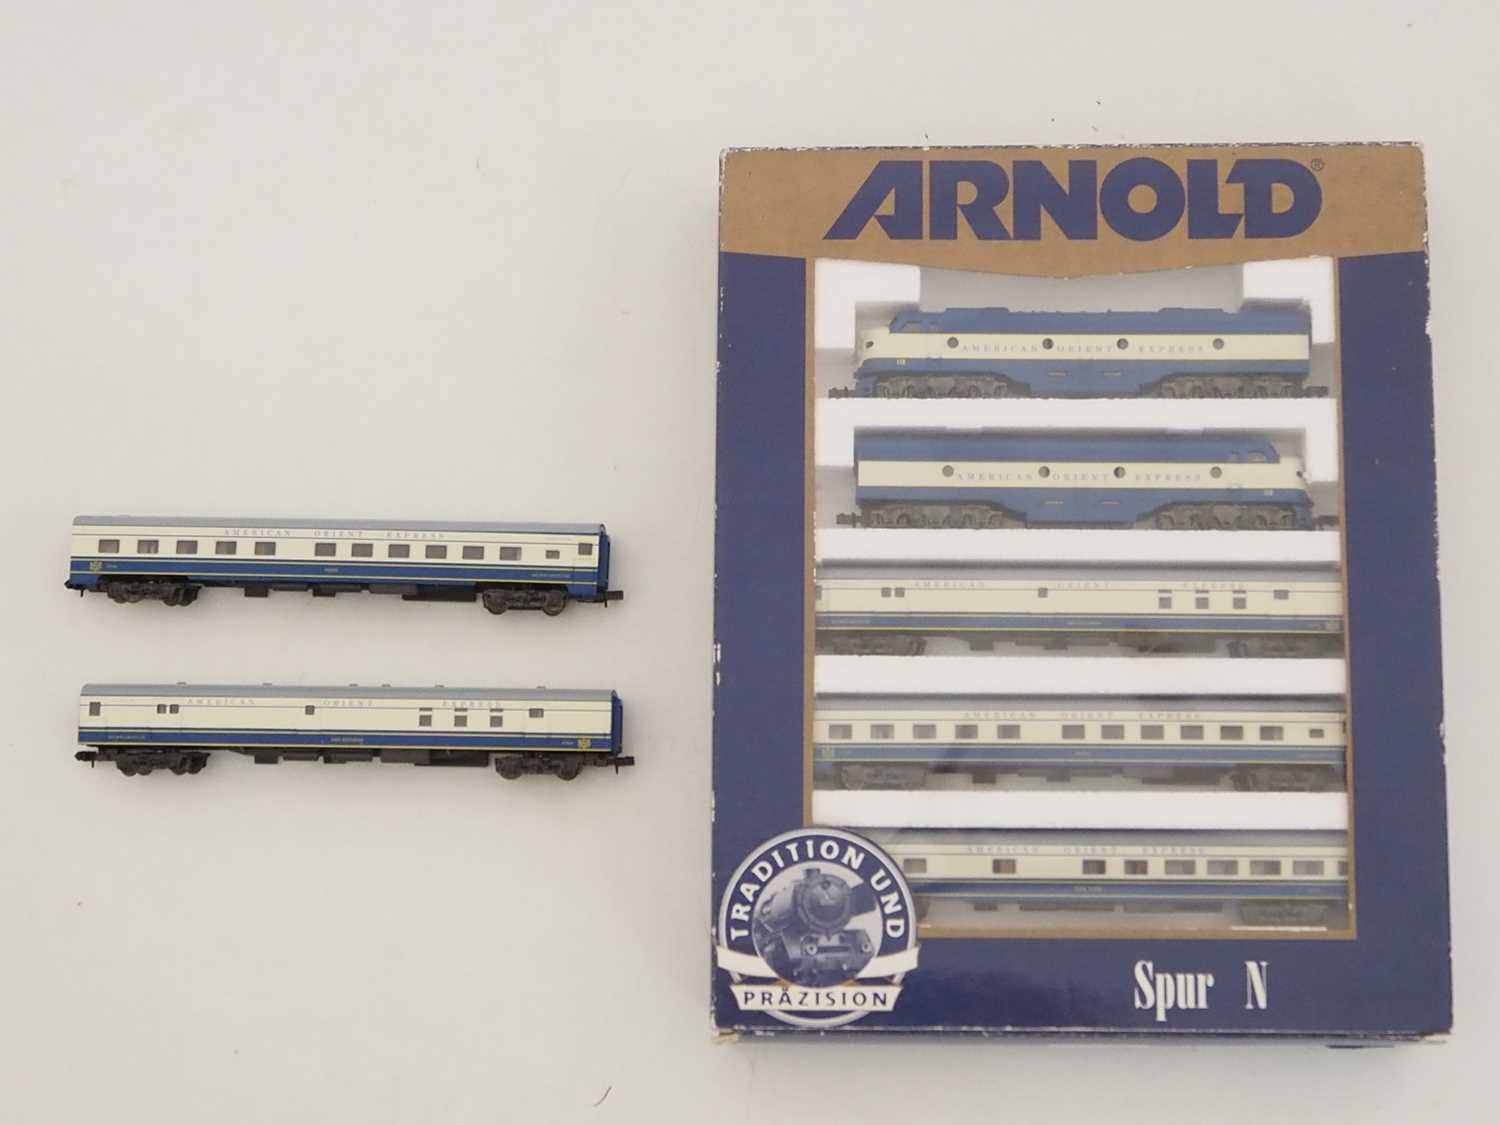 ARNOLD®
AMERICAN ORIENT EXPRESS
AMERICAN ORIENT EXPRESS
AMERICAN ORIENT EXPRESS
AMERICAN ORIENT EXPRESS
AMERICAN ORIENT EXPRESS
TRADITION UND
PRÄZISION
Spur N
AMERICAN ORIENT EXPRESS
AMERICAN ORIENT EXPRESS